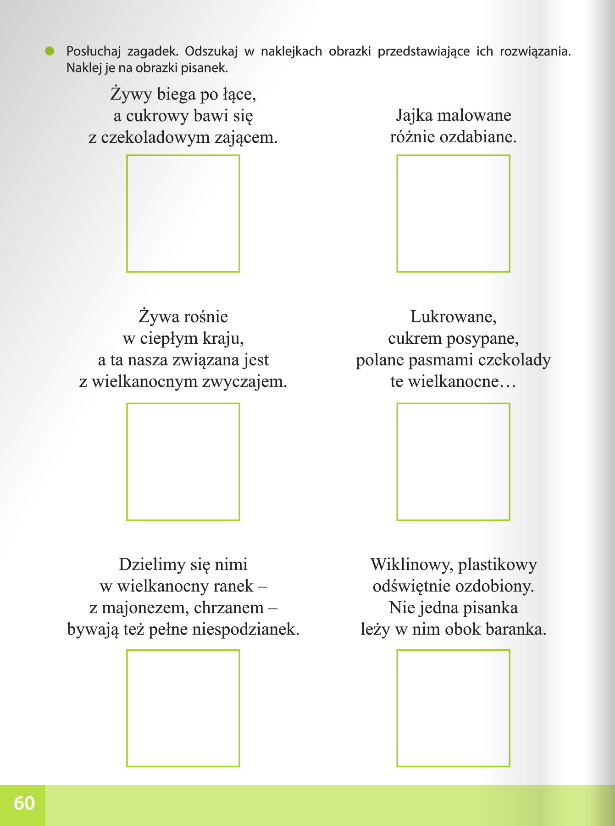 Posłuchaj zagadek. Odszukaj w naklejkach obrazki przedstawiające ich rozwiązania.
Naklej je na obrazki pisanek.
Żywy biega po łące,
a cukrowy bawi się
z czekoladowym zającem.
Jajka malowane
różnie ozdabiane.
Żywa rośnie
w ciepłym kraju,
a ta nasza związana jest
z wielkanocnym zwyczajem.
Lukrowane,
cukrem posypane,
polane pasmami czekolady
te wielkanocne…
Dzielimy się nimi
w wielkanocny ranek –
z majonezem, chrzanem –
bywają też pełne niespodzianek.
Wiklinowy, plastikowy
odświętnie ozdobiony.
Nie jedna pisanka
leży w nim obok baranka.
60